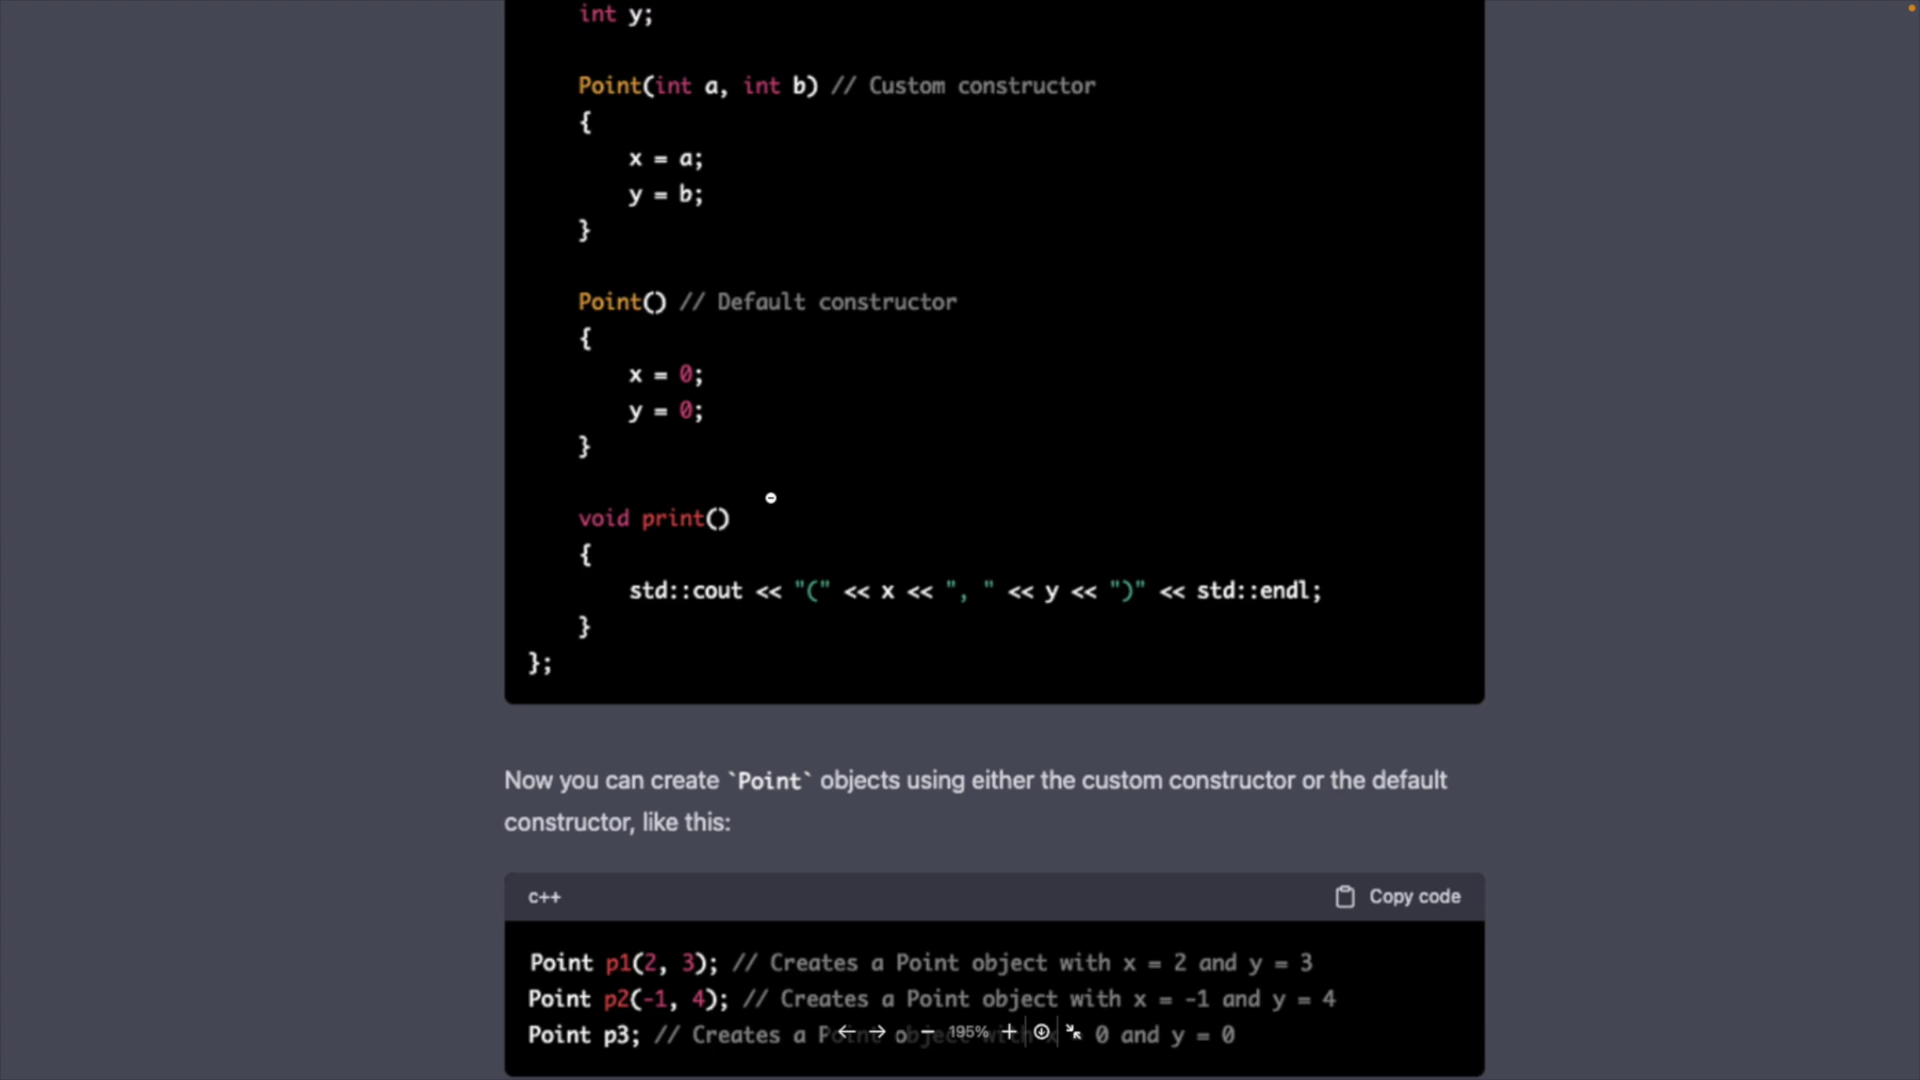 int y;
Point(int a, int b) // Custom constructor
{
x = a;
y = b;
}
Point() // Default constructor
{
x = 0;
y = 0;
}
void print()
{
std::cout << "(" << x << ", " << y << ")" << std::endl;
}
};
Now you can create `Point` objects using either the custom constructor or the default
constructor, like this:
c++ Copy code
Point p1(2, 3); // Creates a Point object with x = 2 and y = 3
Point p2(-1, 4); // Creates a Point object with x = -1 and y = 4
Point p3; // Creates a Point object with x 0 and y = 0
195%